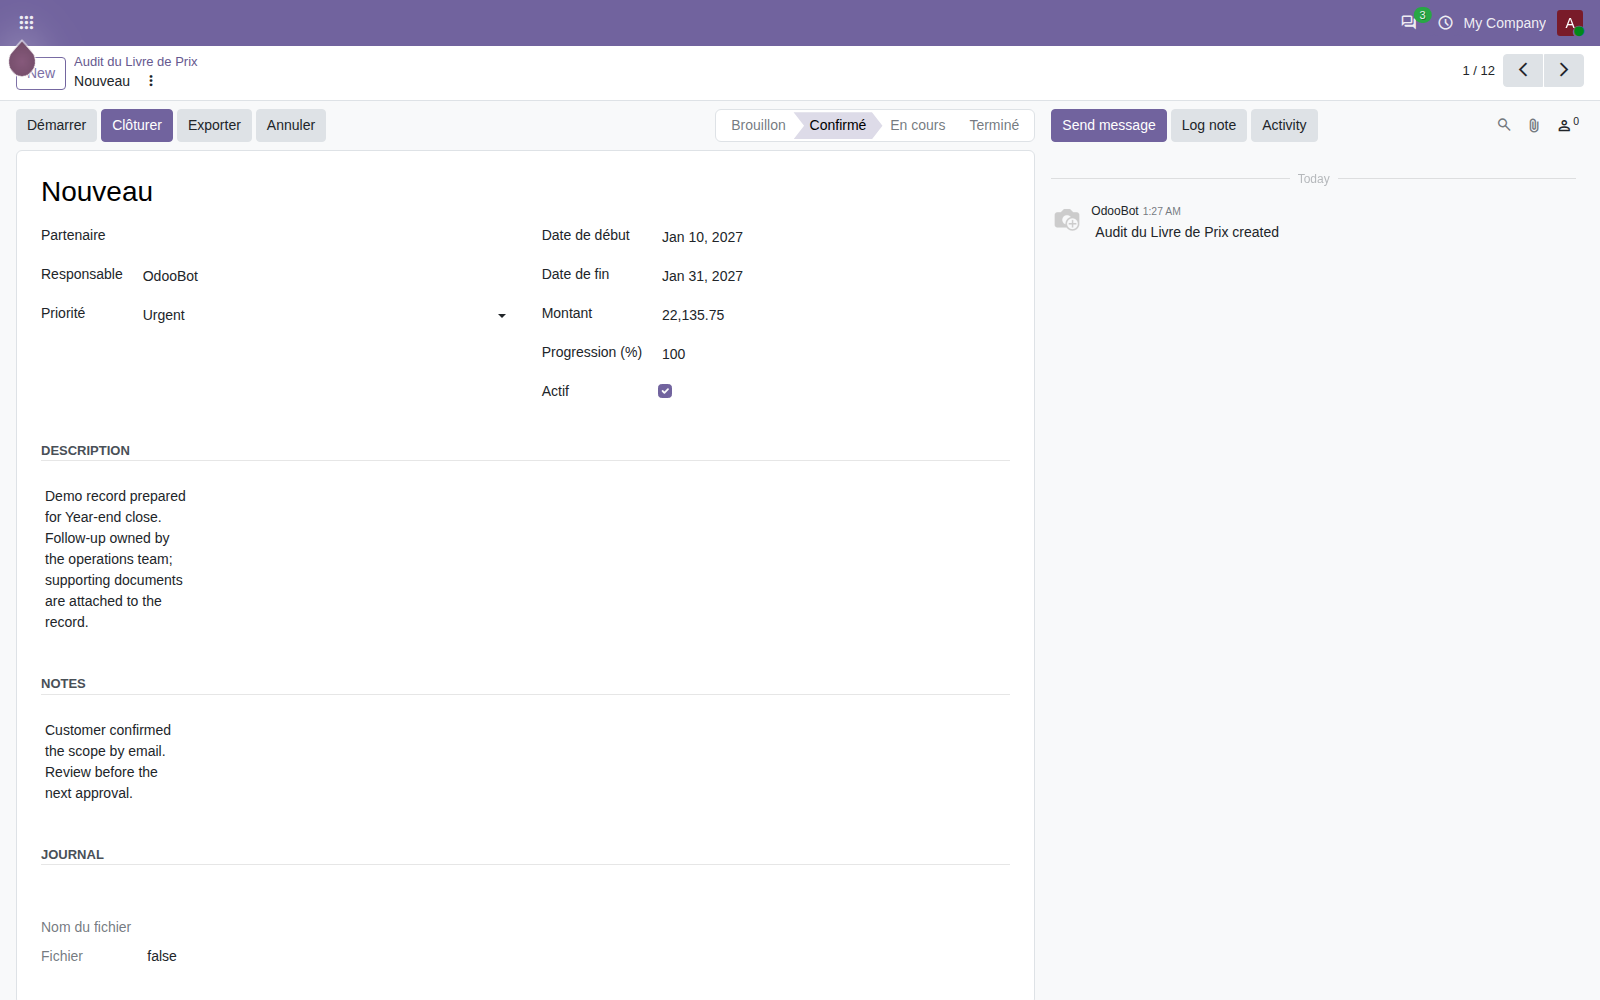 3
My Company
A
New
Audit du Livre de Prix
Nouveau
1 / 12
Démarrer
Clôturer
Exporter
Annuler
Brouillon
Confirmé
En cours
Terminé
Send message
Log note
Activity
0
Nouveau
Partenaire
Responsable
OdooBot
Priorité
Urgent
Date de début
Jan 10, 2027
Date de fin
Jan 31, 2027
Montant
22,135.75
Progression (%)
100
Actif
DESCRIPTION
Demo record prepared
for Year-end close.
Follow-up owned by
the operations team;
supporting documents
are attached to the
record.
NOTES
Customer confirmed
the scope by email.
Review before the
next approval.
JOURNAL
Nom du fichier
Fichier
false
Today
OdooBot 1:27 AM
Audit du Livre de Prix created